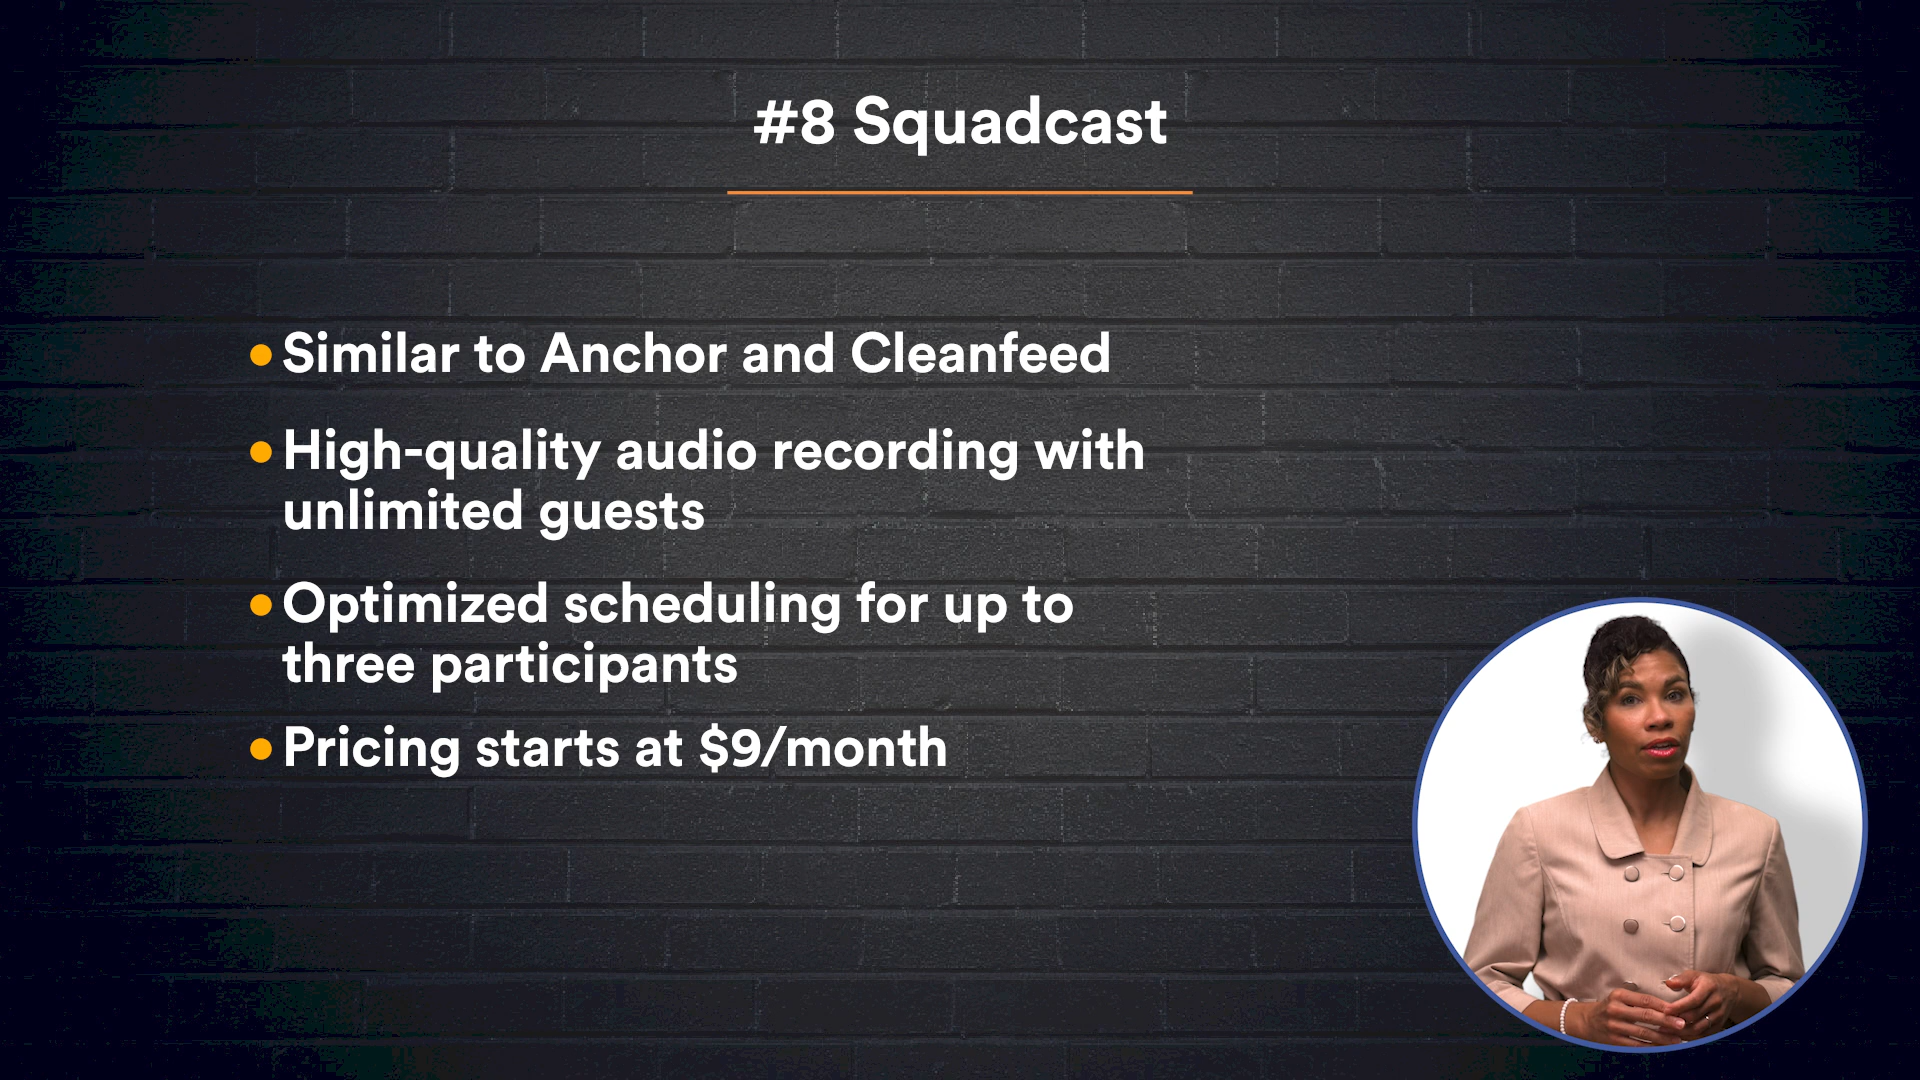 #8 Squadcast
Similar to Anchor and Cleanfeed
High-quality audio recording with
unlimited guests
Optimized scheduling for up to
three participants
Pricing starts at $9/month